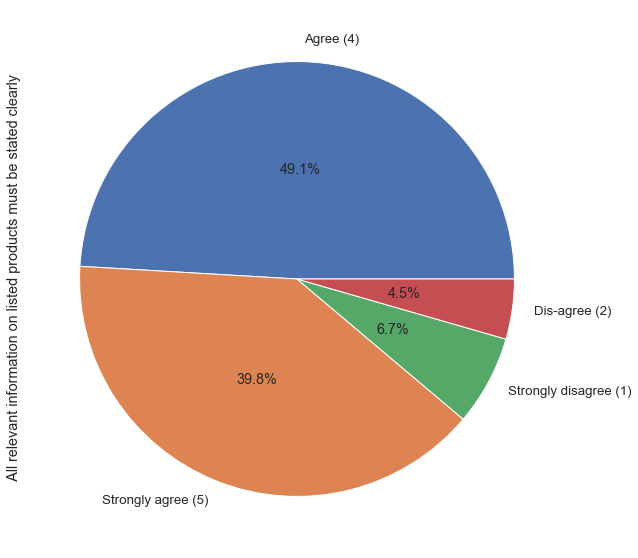 All relevant information on listed products must be stated clearly
Agree (4)
49.1%
4.5%
Dis-agree (2)
6.7%
39.8%
Strongly disagree (1)
Strongly agree (5)